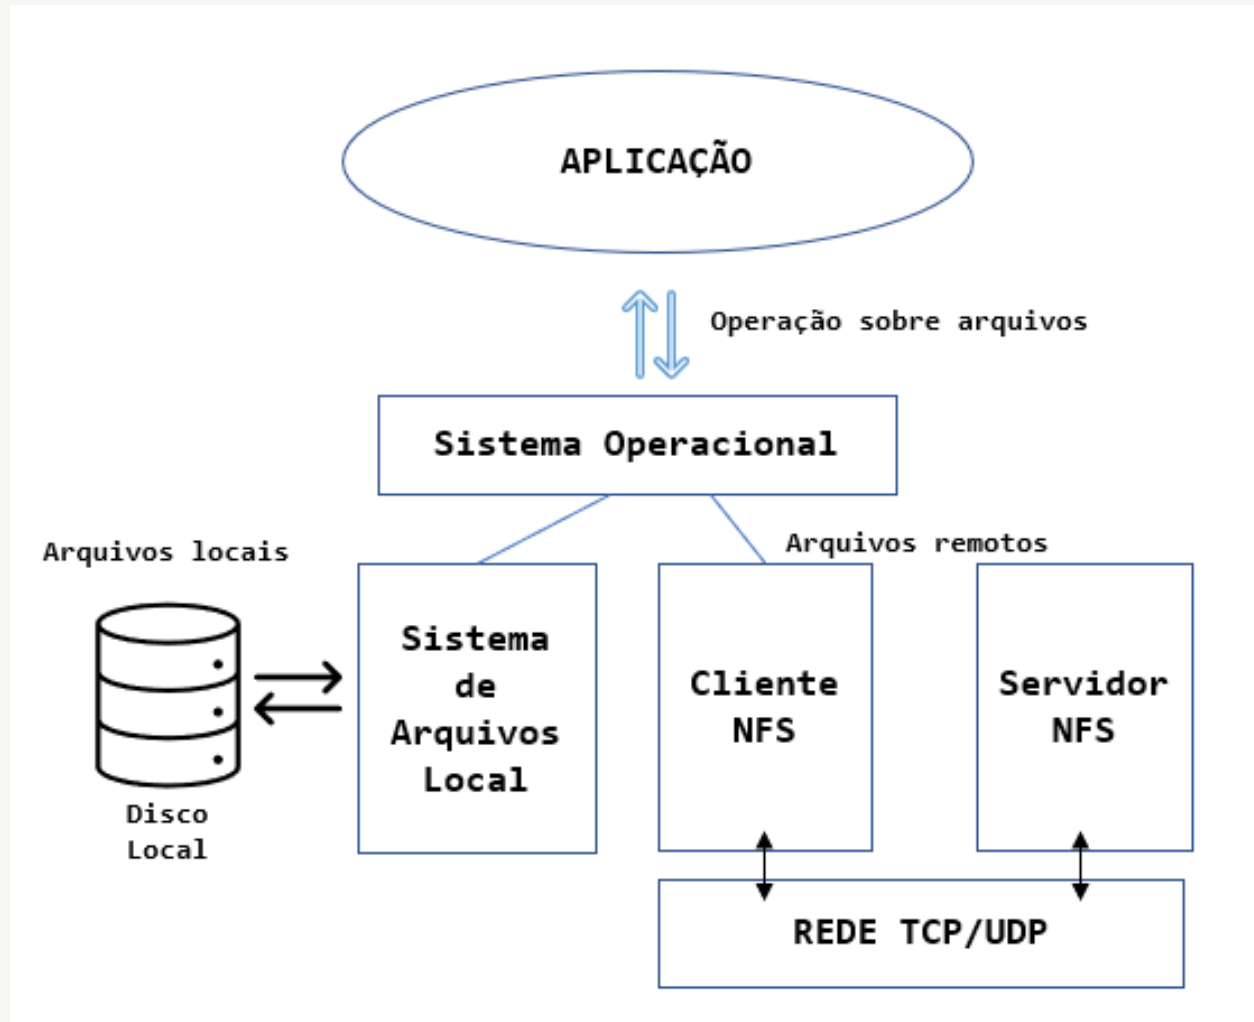 APLICAÇÃO
Operação sobre arquivos
Sistema Operacional
Arquivos locais
Arquivos remotos
Sistema
de
Arquivos
Local
Cliente
NFS
Servidor
NFS
Disco
Local
REDE TCP/UDP